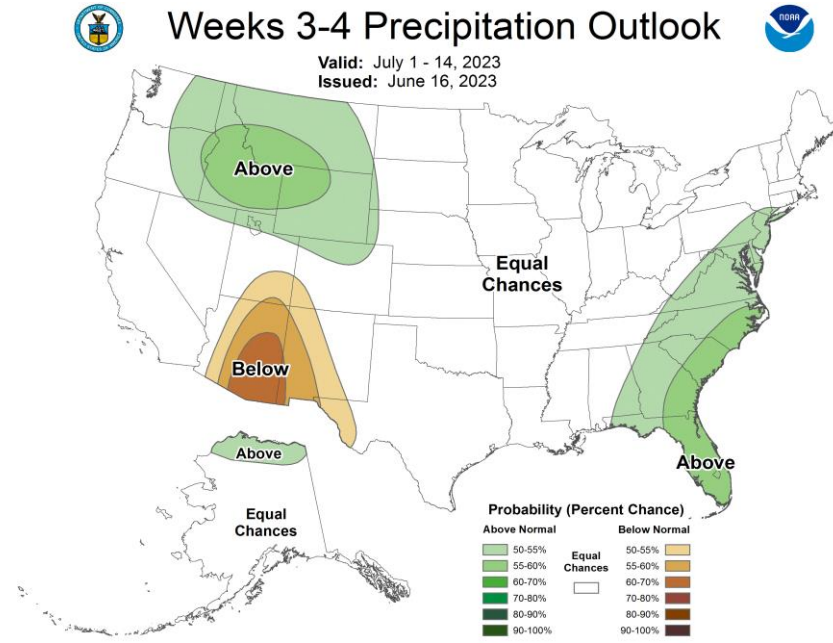 Weeks 3-4 Precipitation Outlook
NOAA
Valid: July 1 - 14, 2023
Issued: June 16, 2023
Above
Equal
Chances
Below
Above
Above
Equal
Chances
Probability (Percent Chance)
Above Normal
Below Normal
50-55%
55-60%
60-70%
70-80%
80-90%
90-100%
Equal
Chances
50-55%
55-60%
60-70%
70-80%
80-90%
90-100%